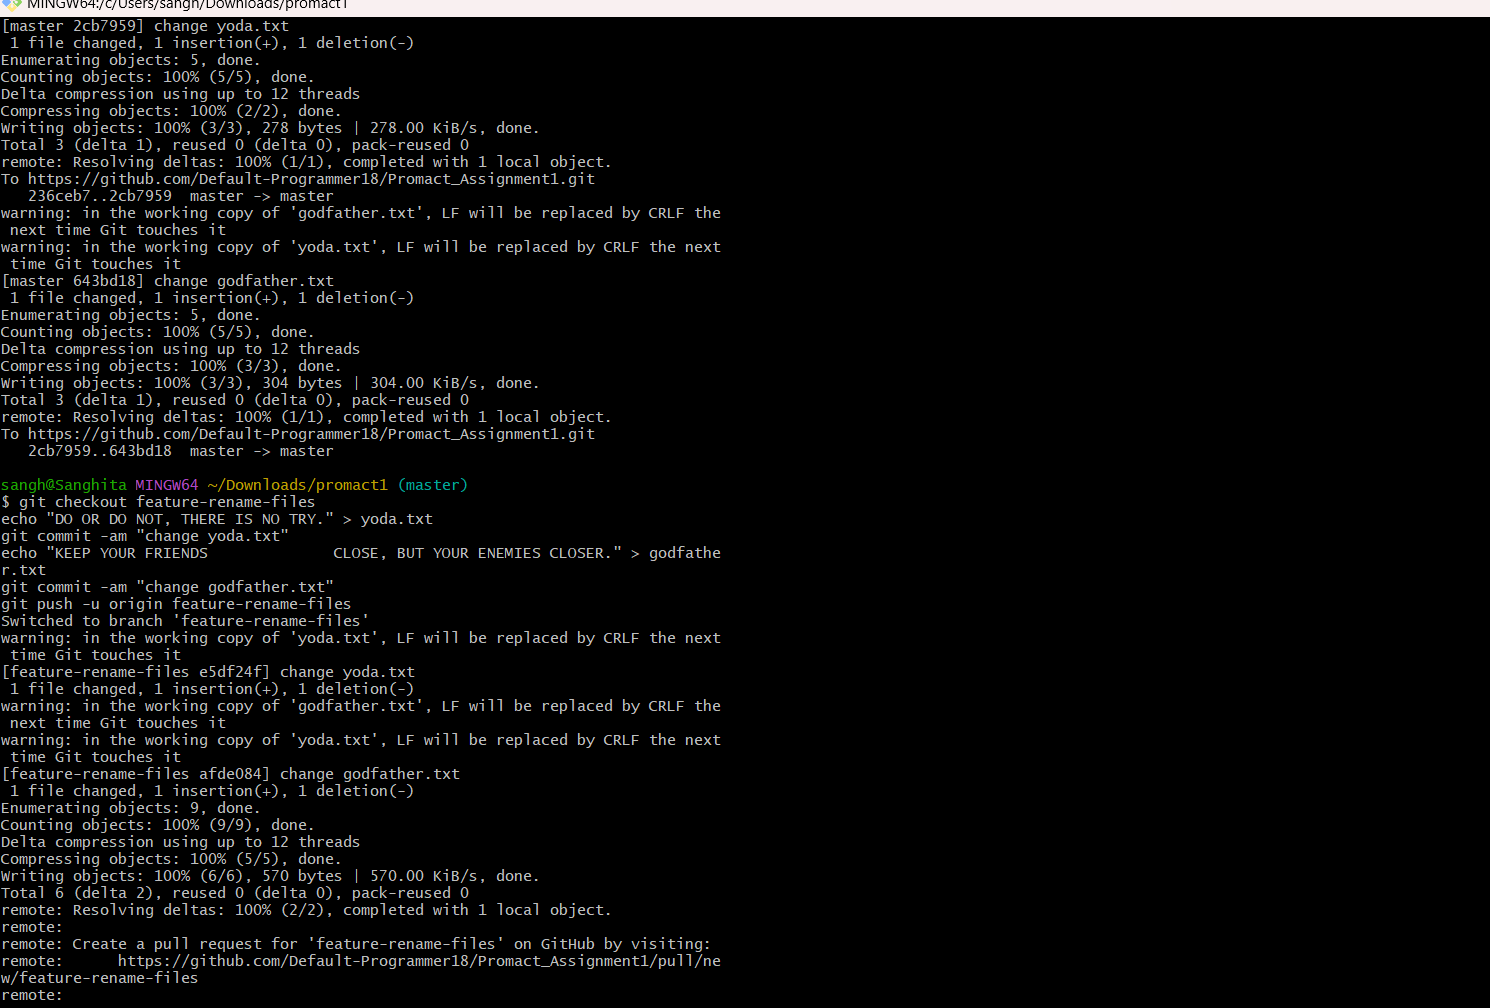 MINGW64:/c/Users/sangh/Downloads/promact1
[master 2cb7959] change yoda.txt
 1 file changed, 1 insertion(+), 1 deletion(-)
Enumerating objects: 5, done.
Counting objects: 100% (5/5), done.
Delta compression using up to 12 threads
Compressing objects: 100% (2/2), done.
Writing objects: 100% (3/3), 278 bytes | 278.00 KiB/s, done.
Total 3 (delta 1), reused 0 (delta 0), pack-reused 0
remote: Resolving deltas: 100% (1/1), completed with 1 local object.
To https://github.com/Default-Programmer18/Promact_Assignment1.git
   236ceb7..2cb7959  master -> master
warning: in the working copy of 'godfather.txt', LF will be replaced by CRLF the
 next time Git touches it
warning: in the working copy of 'yoda.txt', LF will be replaced by CRLF the next
 time Git touches it
[master 643bd18] change godfather.txt
 1 file changed, 1 insertion(+), 1 deletion(-)
Enumerating objects: 5, done.
Counting objects: 100% (5/5), done.
Delta compression using up to 12 threads
Compressing objects: 100% (3/3), done.
Writing objects: 100% (3/3), 304 bytes | 304.00 KiB/s, done.
Total 3 (delta 1), reused 0 (delta 0), pack-reused 0
remote: Resolving deltas: 100% (1/1), completed with 1 local object.
To https://github.com/Default-Programmer18/Promact_Assignment1.git
   2cb7959..643bd18  master -> master
sangh@Sanghita MINGW64 ~/Downloads/promact1 (master)
$ git checkout feature-rename-files
echo "DO OR DO NOT, THERE IS NO TRY." > yoda.txt
git commit -am "change yoda.txt"
echo "KEEP YOUR FRIENDS              CLOSE, BUT YOUR ENEMIES CLOSER." > godfathe
r.txt
git commit -am "change godfather.txt"
git push -u origin feature-rename-files
Switched to branch 'feature-rename-files'
warning: in the working copy of 'yoda.txt', LF will be replaced by CRLF the next
 time Git touches it
[feature-rename-files e5df24f] change yoda.txt
 1 file changed, 1 insertion(+), 1 deletion(-)
warning: in the working copy of 'godfather.txt', LF will be replaced by CRLF the
 next time Git touches it
warning: in the working copy of 'yoda.txt', LF will be replaced by CRLF the next
 time Git touches it
[feature-rename-files afde084] change godfather.txt
 1 file changed, 1 insertion(+), 1 deletion(-)
Enumerating objects: 9, done.
Counting objects: 100% (9/9), done.
Delta compression using up to 12 threads
Compressing objects: 100% (5/5), done.
Writing objects: 100% (6/6), 570 bytes | 570.00 KiB/s, done.
Total 6 (delta 2), reused 0 (delta 0), pack-reused 0
remote: Resolving deltas: 100% (2/2), completed with 1 local object.
remote:
remote: Create a pull request for 'feature-rename-files' on GitHub by visiting:
remote:      https://github.com/Default-Programmer18/Promact_Assignment1/pull/ne
w/feature-rename-files
remote: